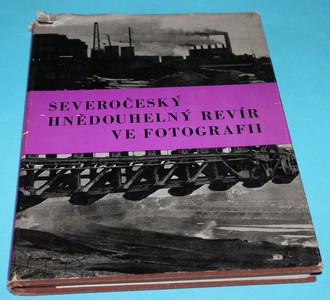 SEVEROČESKÝ
HNĚDOUHELNÝ REVÍR
VE FOTOGRAFII